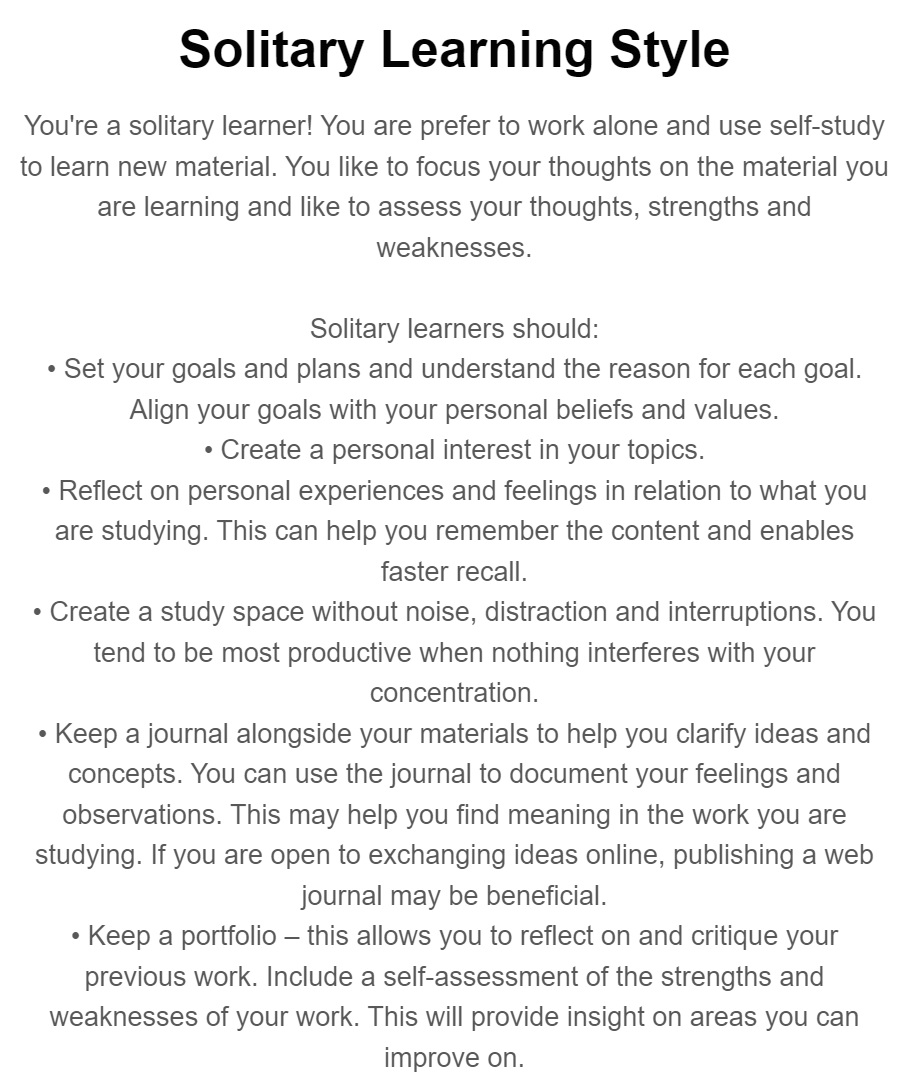 Solitary Learning Style
You're a solitary learner! You are prefer to work alone and use self-study
to learn new material. You like to focus your thoughts on the material you
are learning and like to assess your thoughts, strengths and
weaknesses.
Solitary learners should:
• Set your goals and plans and understand the reason for each goal.
Align your goals with your personal beliefs and values.
• Create a personal interest in your topics.
• Reflect on personal experiences and feelings in relation to what you
are studying. This can help you remember the content and enables
faster recall.
• Create a study space without noise, distraction and interruptions. You
tend to be most productive when nothing interferes with your
concentration.
• Keep a journal alongside your materials to help you clarify ideas and
concepts. You can use the journal to document your feelings and
observations. This may help you find meaning in the work you are
studying. If you are open to exchanging ideas online, publishing a web
journal may be beneficial.
• Keep a portfolio – this allows you to reflect on and critique your
previous work. Include a self-assessment of the strengths and
weaknesses of your work. This will provide insight on areas you can
improve on.